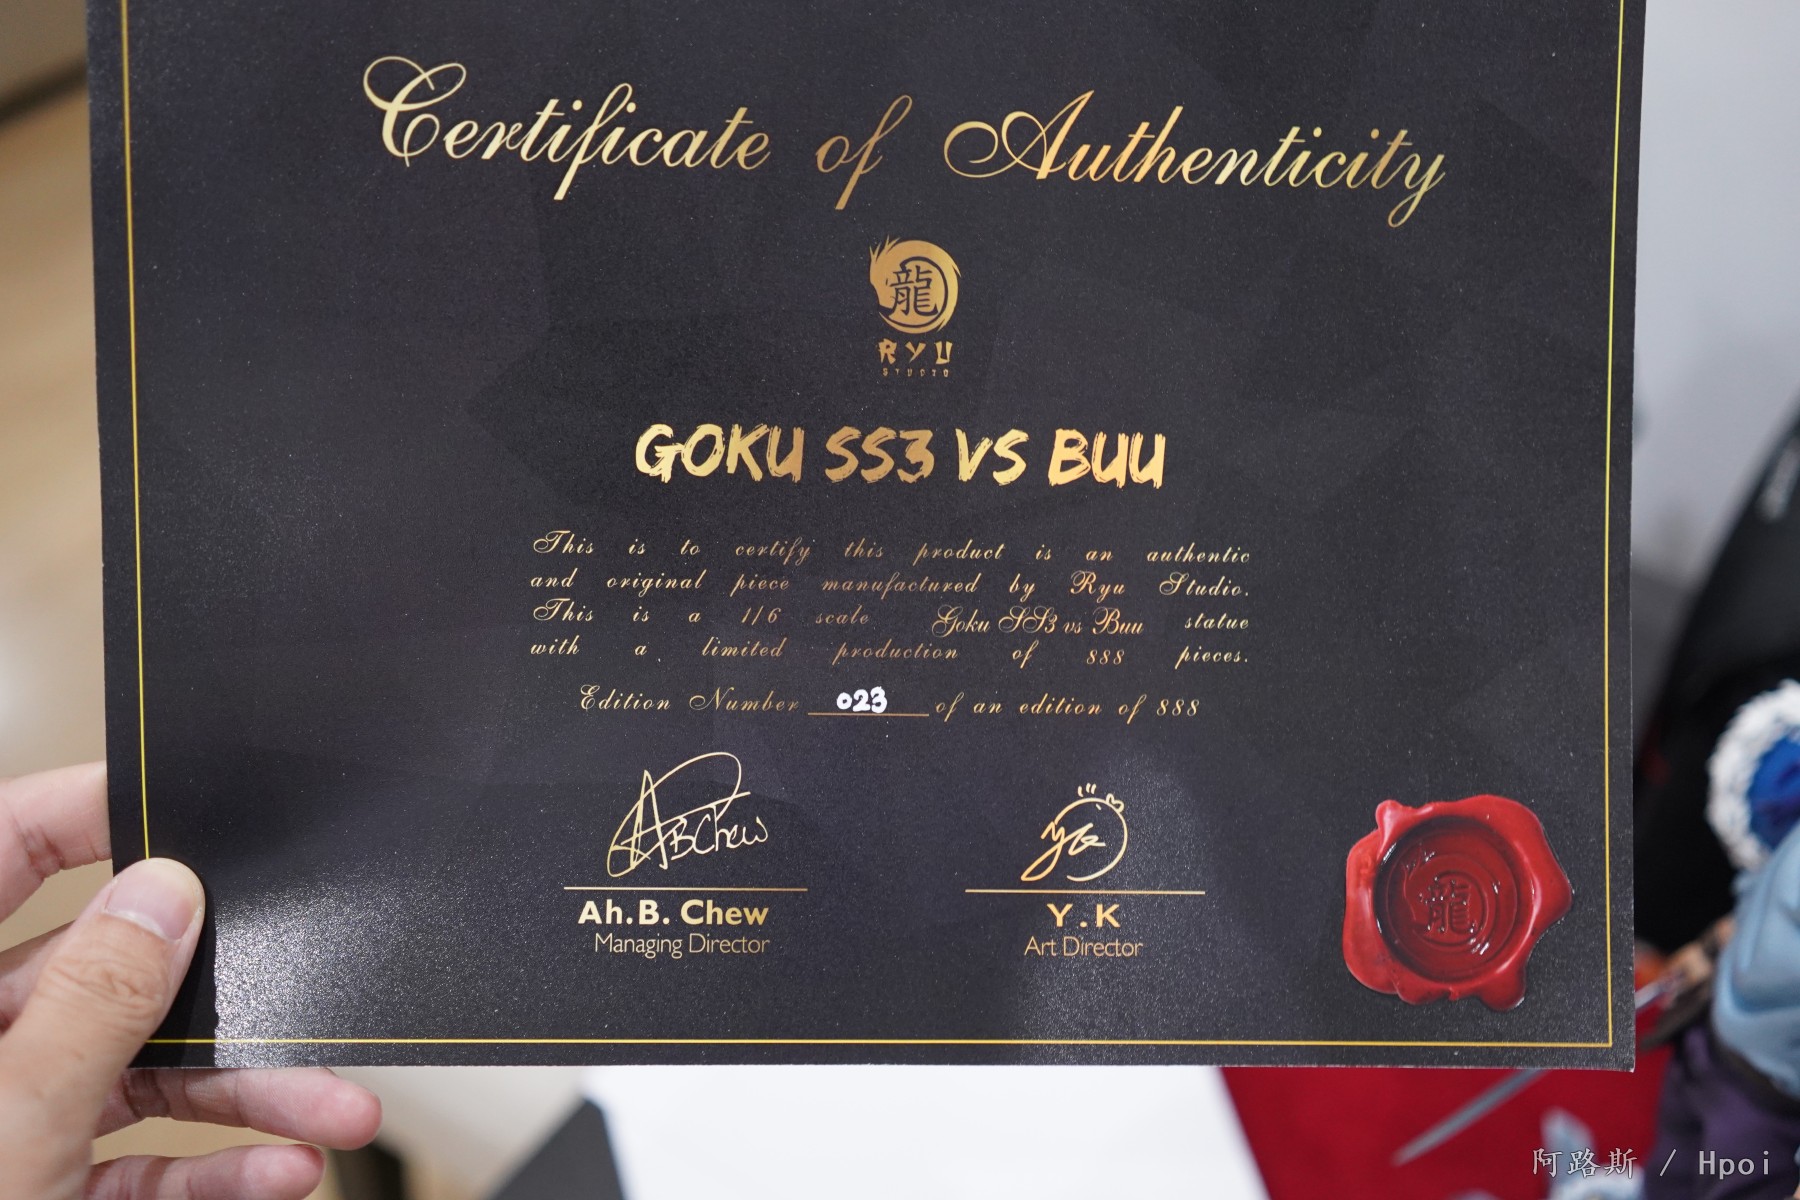 Certificate of Authenticity
龍
RYU
STUDIO
GOKU SS3 VS BUU
This is to certify this product is an authentic
and original piece manufactured by Ryu Studio.
This is a 1/6 scale Goku SS3 vs Buu statue
with a limited production of 888 pieces.
Edition Number 023 of an edition of 888
ABChew
Ah.B. Chew
Managing Director
Y.K
Art Director
龍
阿路斯 / Hpoi